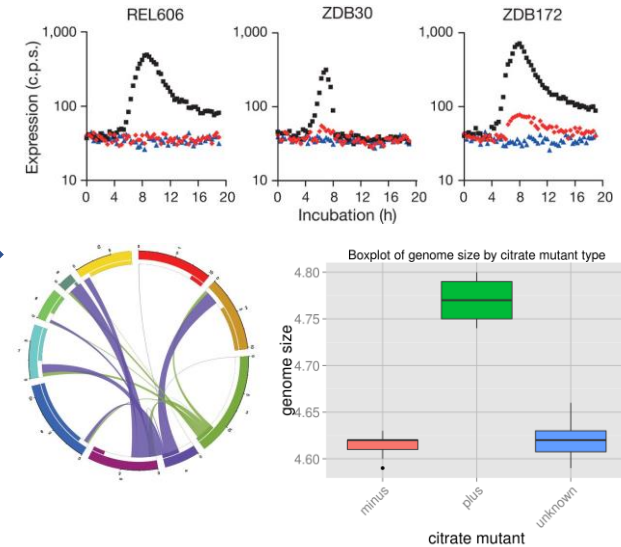 REL606
ZDB30
ZDB172
Expression (c.p.s.)
1,000
100
10
0 4 8 12 16 20
1,000
100
10
0 4 8 12 16 20
1,000
100
10
0 4 8 12 16 20
Incubation (h)
Boxplot of genome size by citrate mutant type
genome size
4.80
4.75
4.70
4.65
4.60
minus
plus
unknown
citrate mutant